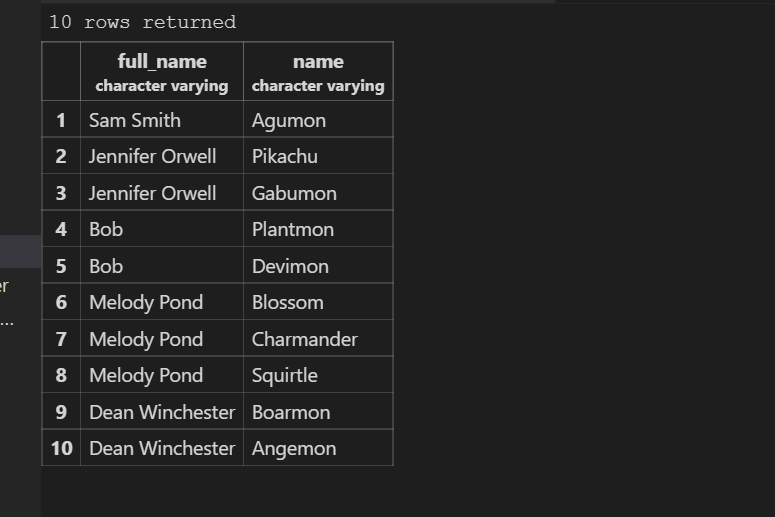 10 rows returned
full_name name
character varying character varying
1 Sam Smith Agumon
2 Jennifer Orwell Pikachu
3 Jennifer Orwell Gabumon
4 Bob Plantmon
5 Bob Devimon
er
6 Melody Pond Blossom
...
7 Melody Pond Charmander
8 Melody Pond Squirtle
9 Dean Winchester Boarmon
10 Dean Winchester Angemon